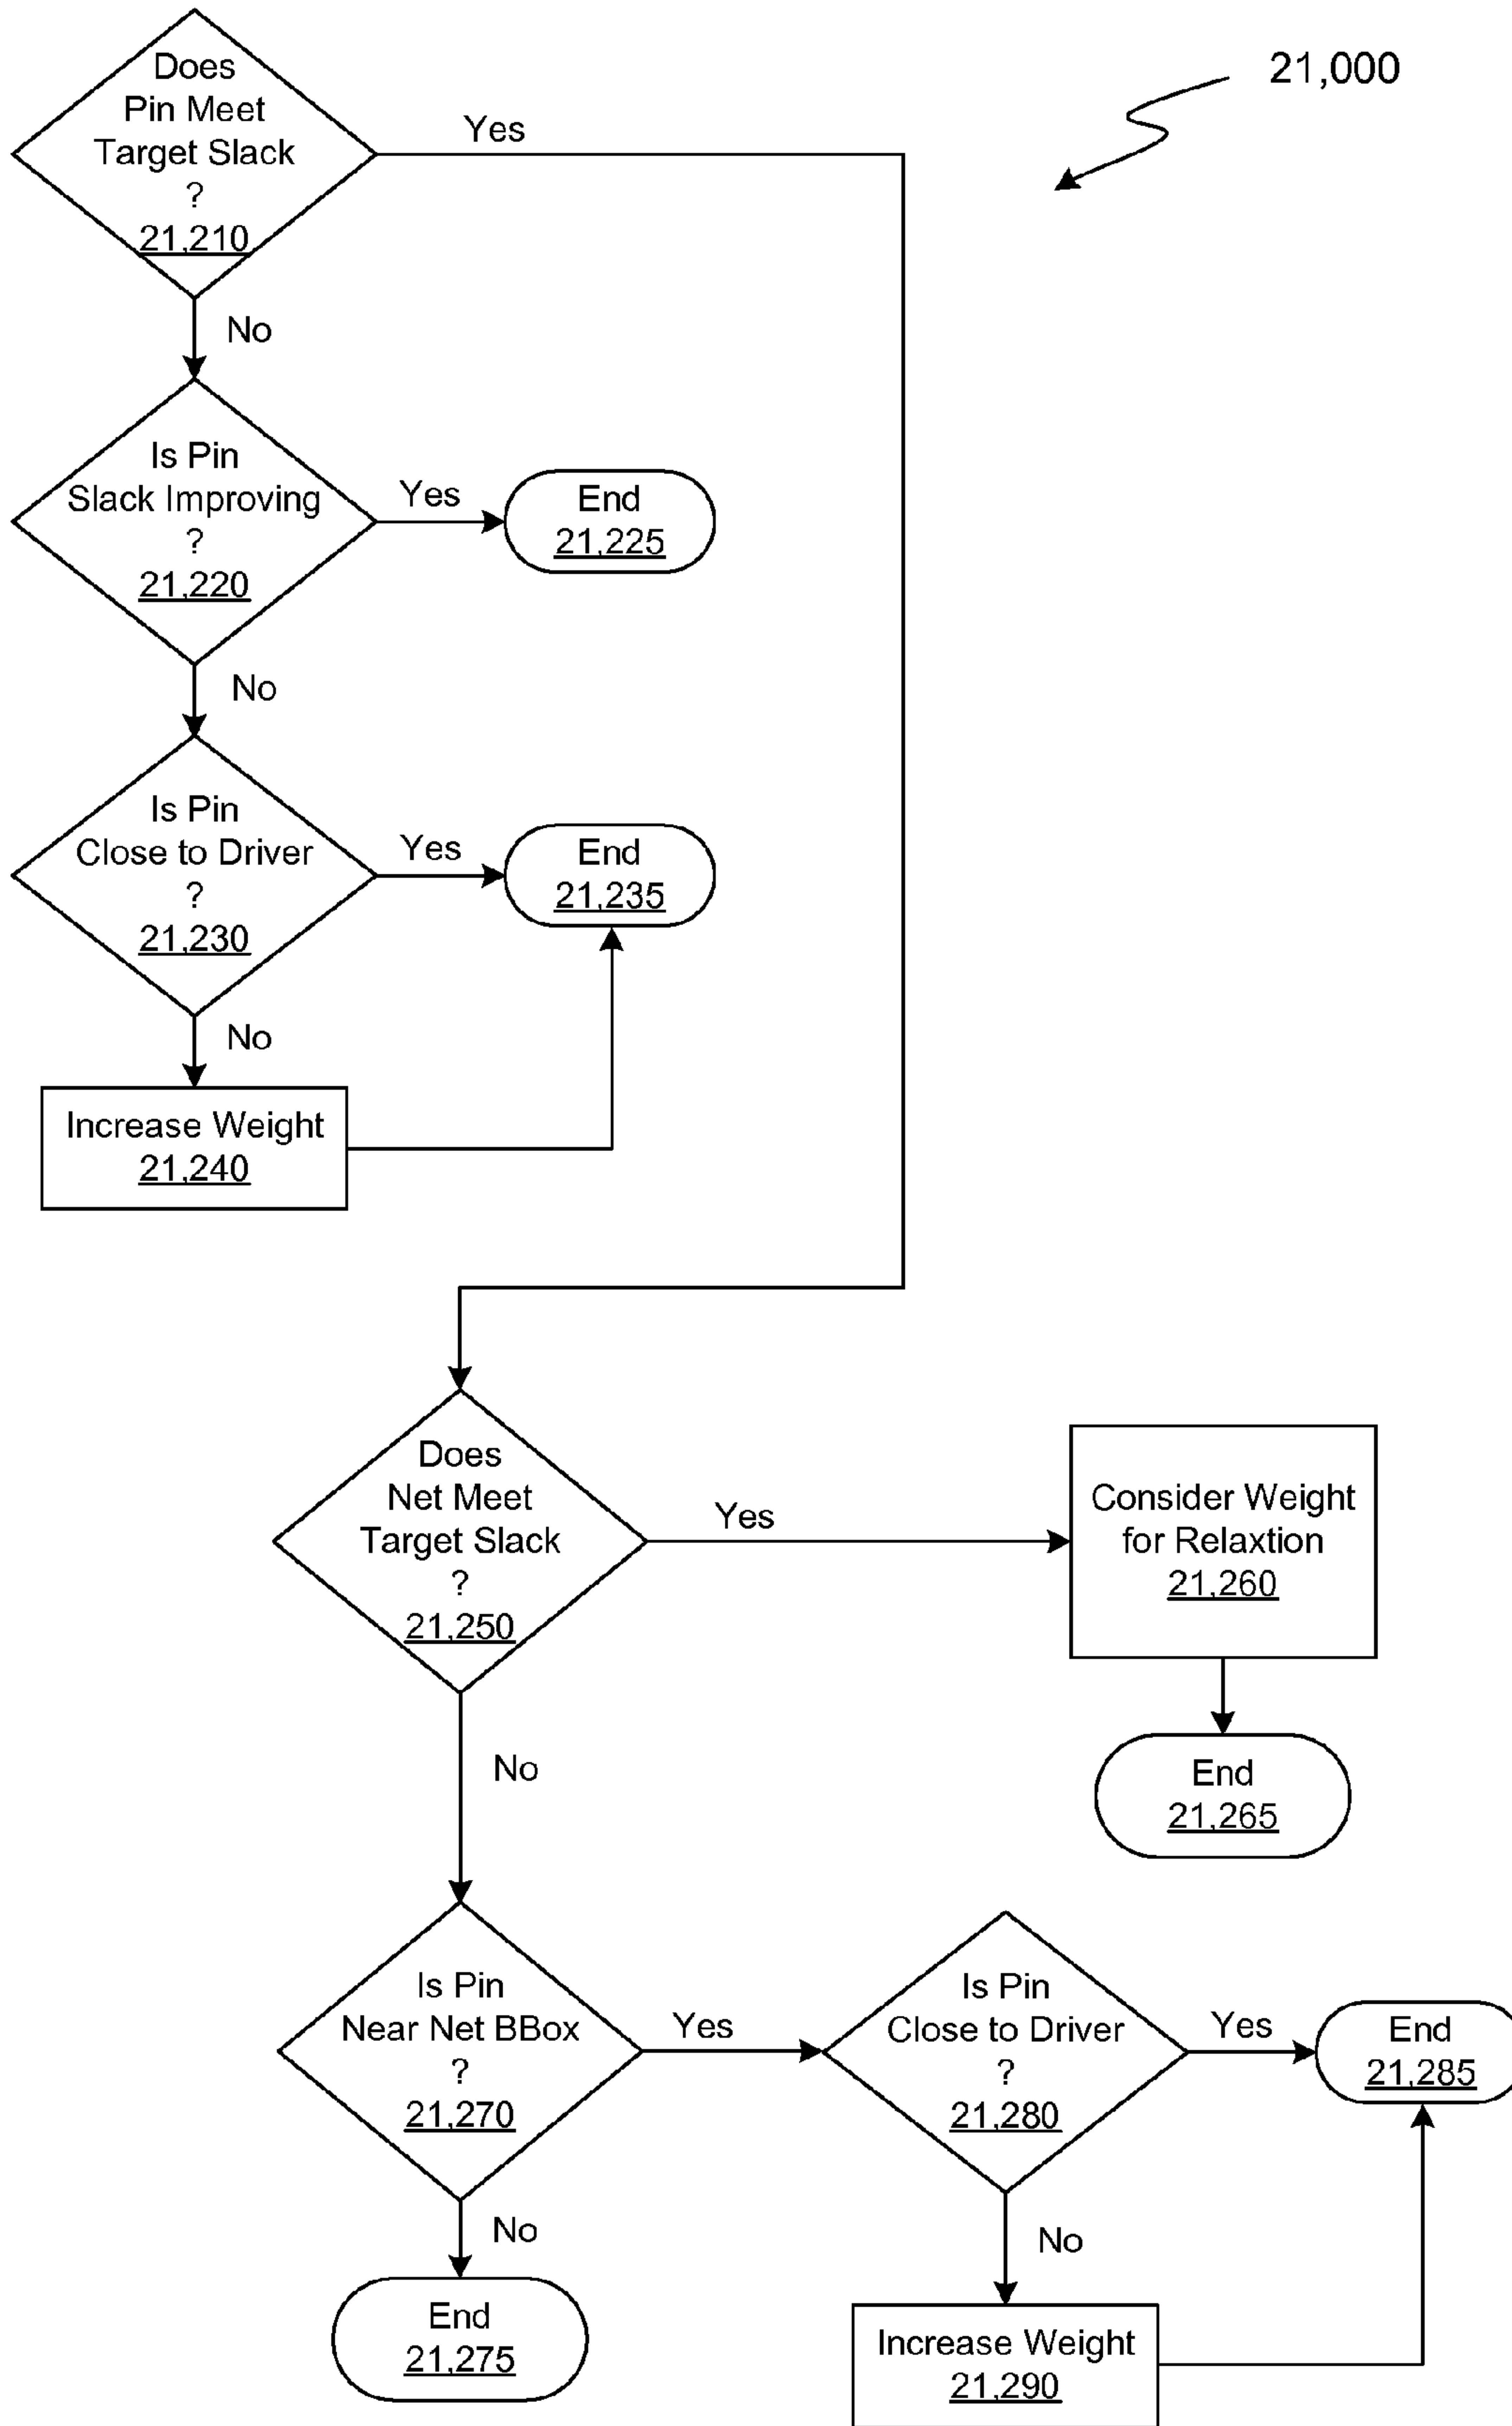 21,000
Does
Pin Meet
Target Slack
?
21,210
Yes
No
Is Pin
Slack Improving
?
21,220
Yes
End
21,225
No
Is Pin
Close to Driver
?
21,230
Yes
End
21,235
No
Increase Weight
21,240
Does
Net Meet
Target Slack
?
21,250
Yes
Consider Weight
for Relaxtion
21,260
End
21,265
No
Is Pin
Near Net BBox
?
21,270
Yes
Is Pin
Close to Driver
?
21,280
Yes
End
21,285
No
End
21,275
No
Increase Weight
21,290